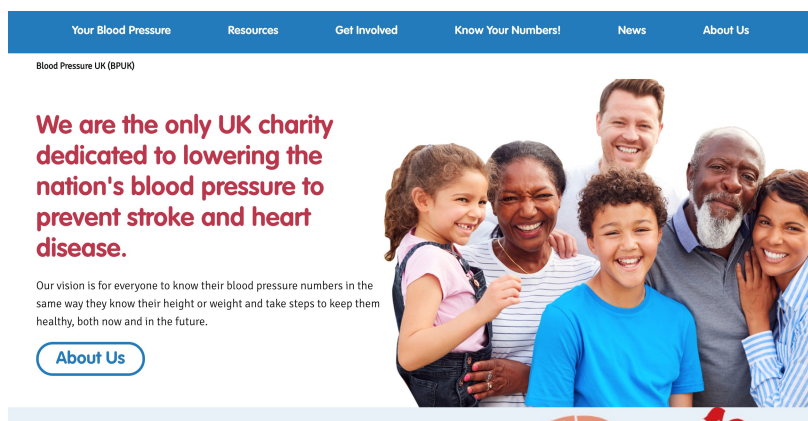 Your Blood Pressure Resources Get Involved Know Your Numbers! News About Us
Blood Pressure UK (BPUK)
We are the only UK charity
dedicated to lowering the
nation's blood pressure to
prevent stroke and heart
disease.
Our vision is for everyone to know their blood pressure numbers in the
same way they know their height or weight and take steps to keep them
healthy, both now and in the future.
About Us